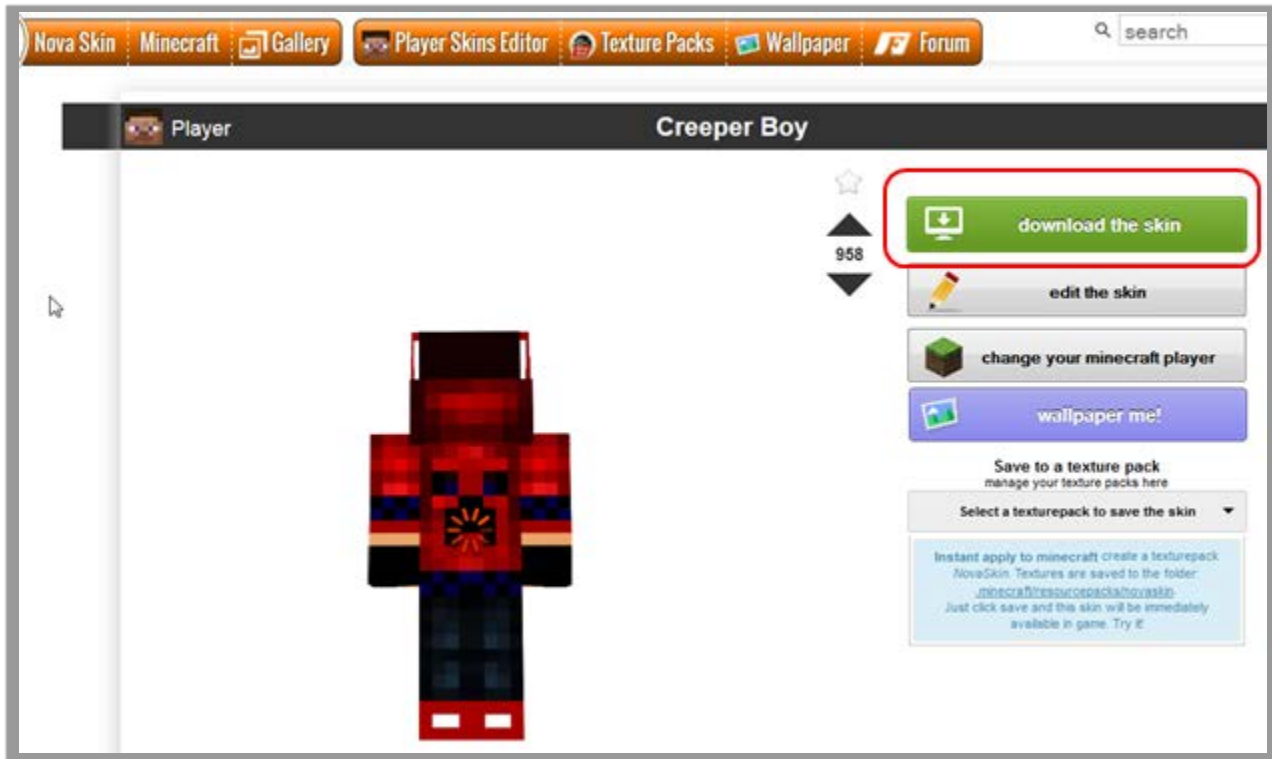 Nova Skin Minecraft Gallery Player Skins Editor Texture Packs Wallpaper Forum
search
Player
Creeper Boy
958
download the skin
edit the skin
change your minecraft player
wallpaper me!
Save to a texture pack
manage your texture packs here
Select a texturepack to save the skin
Instant apply to minecraft create a texturepack
NovaSkin. Textures are saved to the folder
.minecraft/resourcepacks/novaskin.
Just click save and this skin will be immediately
available in game. Try it!